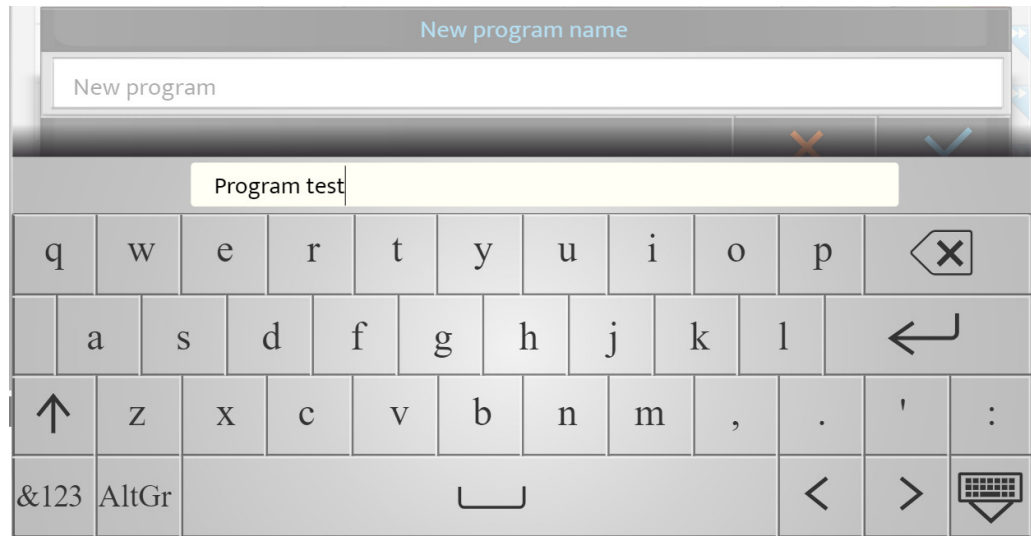 New program name
New program
Program test
q w e r t y u i o p
a s d f g h j k l
z x c v b n m , . ' :
&123 AltGr < >